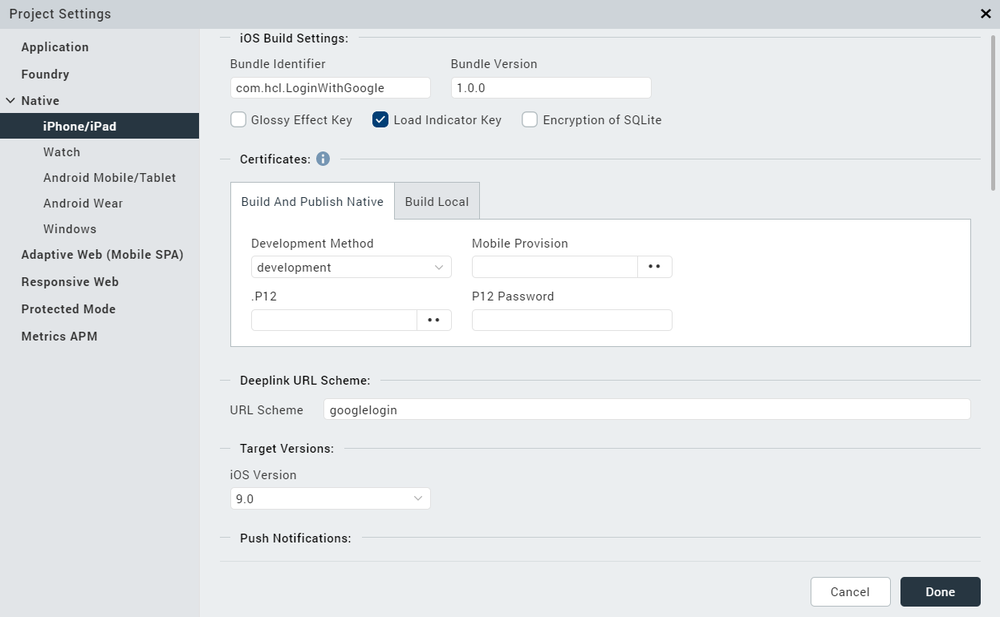 Project Settings
Application
Foundry
Native
iPhone/iPad
Watch
Android Mobile/Tablet
Android Wear
Windows
Adaptive Web (Mobile SPA)
Responsive Web
Protected Mode
Metrics APM
iOS Build Settings:
Bundle Identifier Bundle Version
com.hcl.LoginWithGoogle 1.0.0
Glossy Effect Key Load Indicator Key Encryption of SQLite
Certificates:
Build And Publish Native Build Local
Development Method Mobile Provision
development
.P12 P12 Password
Deeplink URL Scheme:
URL Scheme googlelogin
Target Versions:
iOS Version
9.0
Push Notifications:
Cancel Done